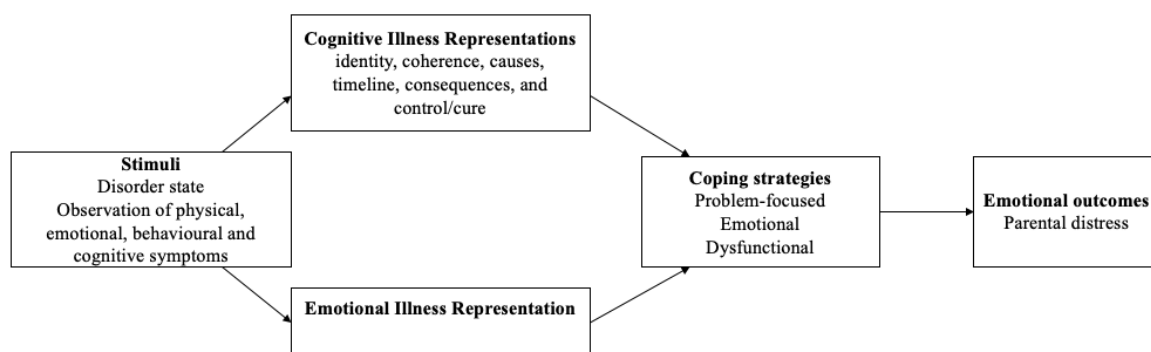 Cognitive Illness Representations
identity, coherence, causes,
timeline, consequences, and
control/cure
Stimuli
Disorder state
Observation of physical,
emotional, behavioural and
cognitive symptoms
Emotional Illness Representation
Coping strategies
Problem-focused
Emotional
Dysfunctional
Emotional outcomes
Parental distress